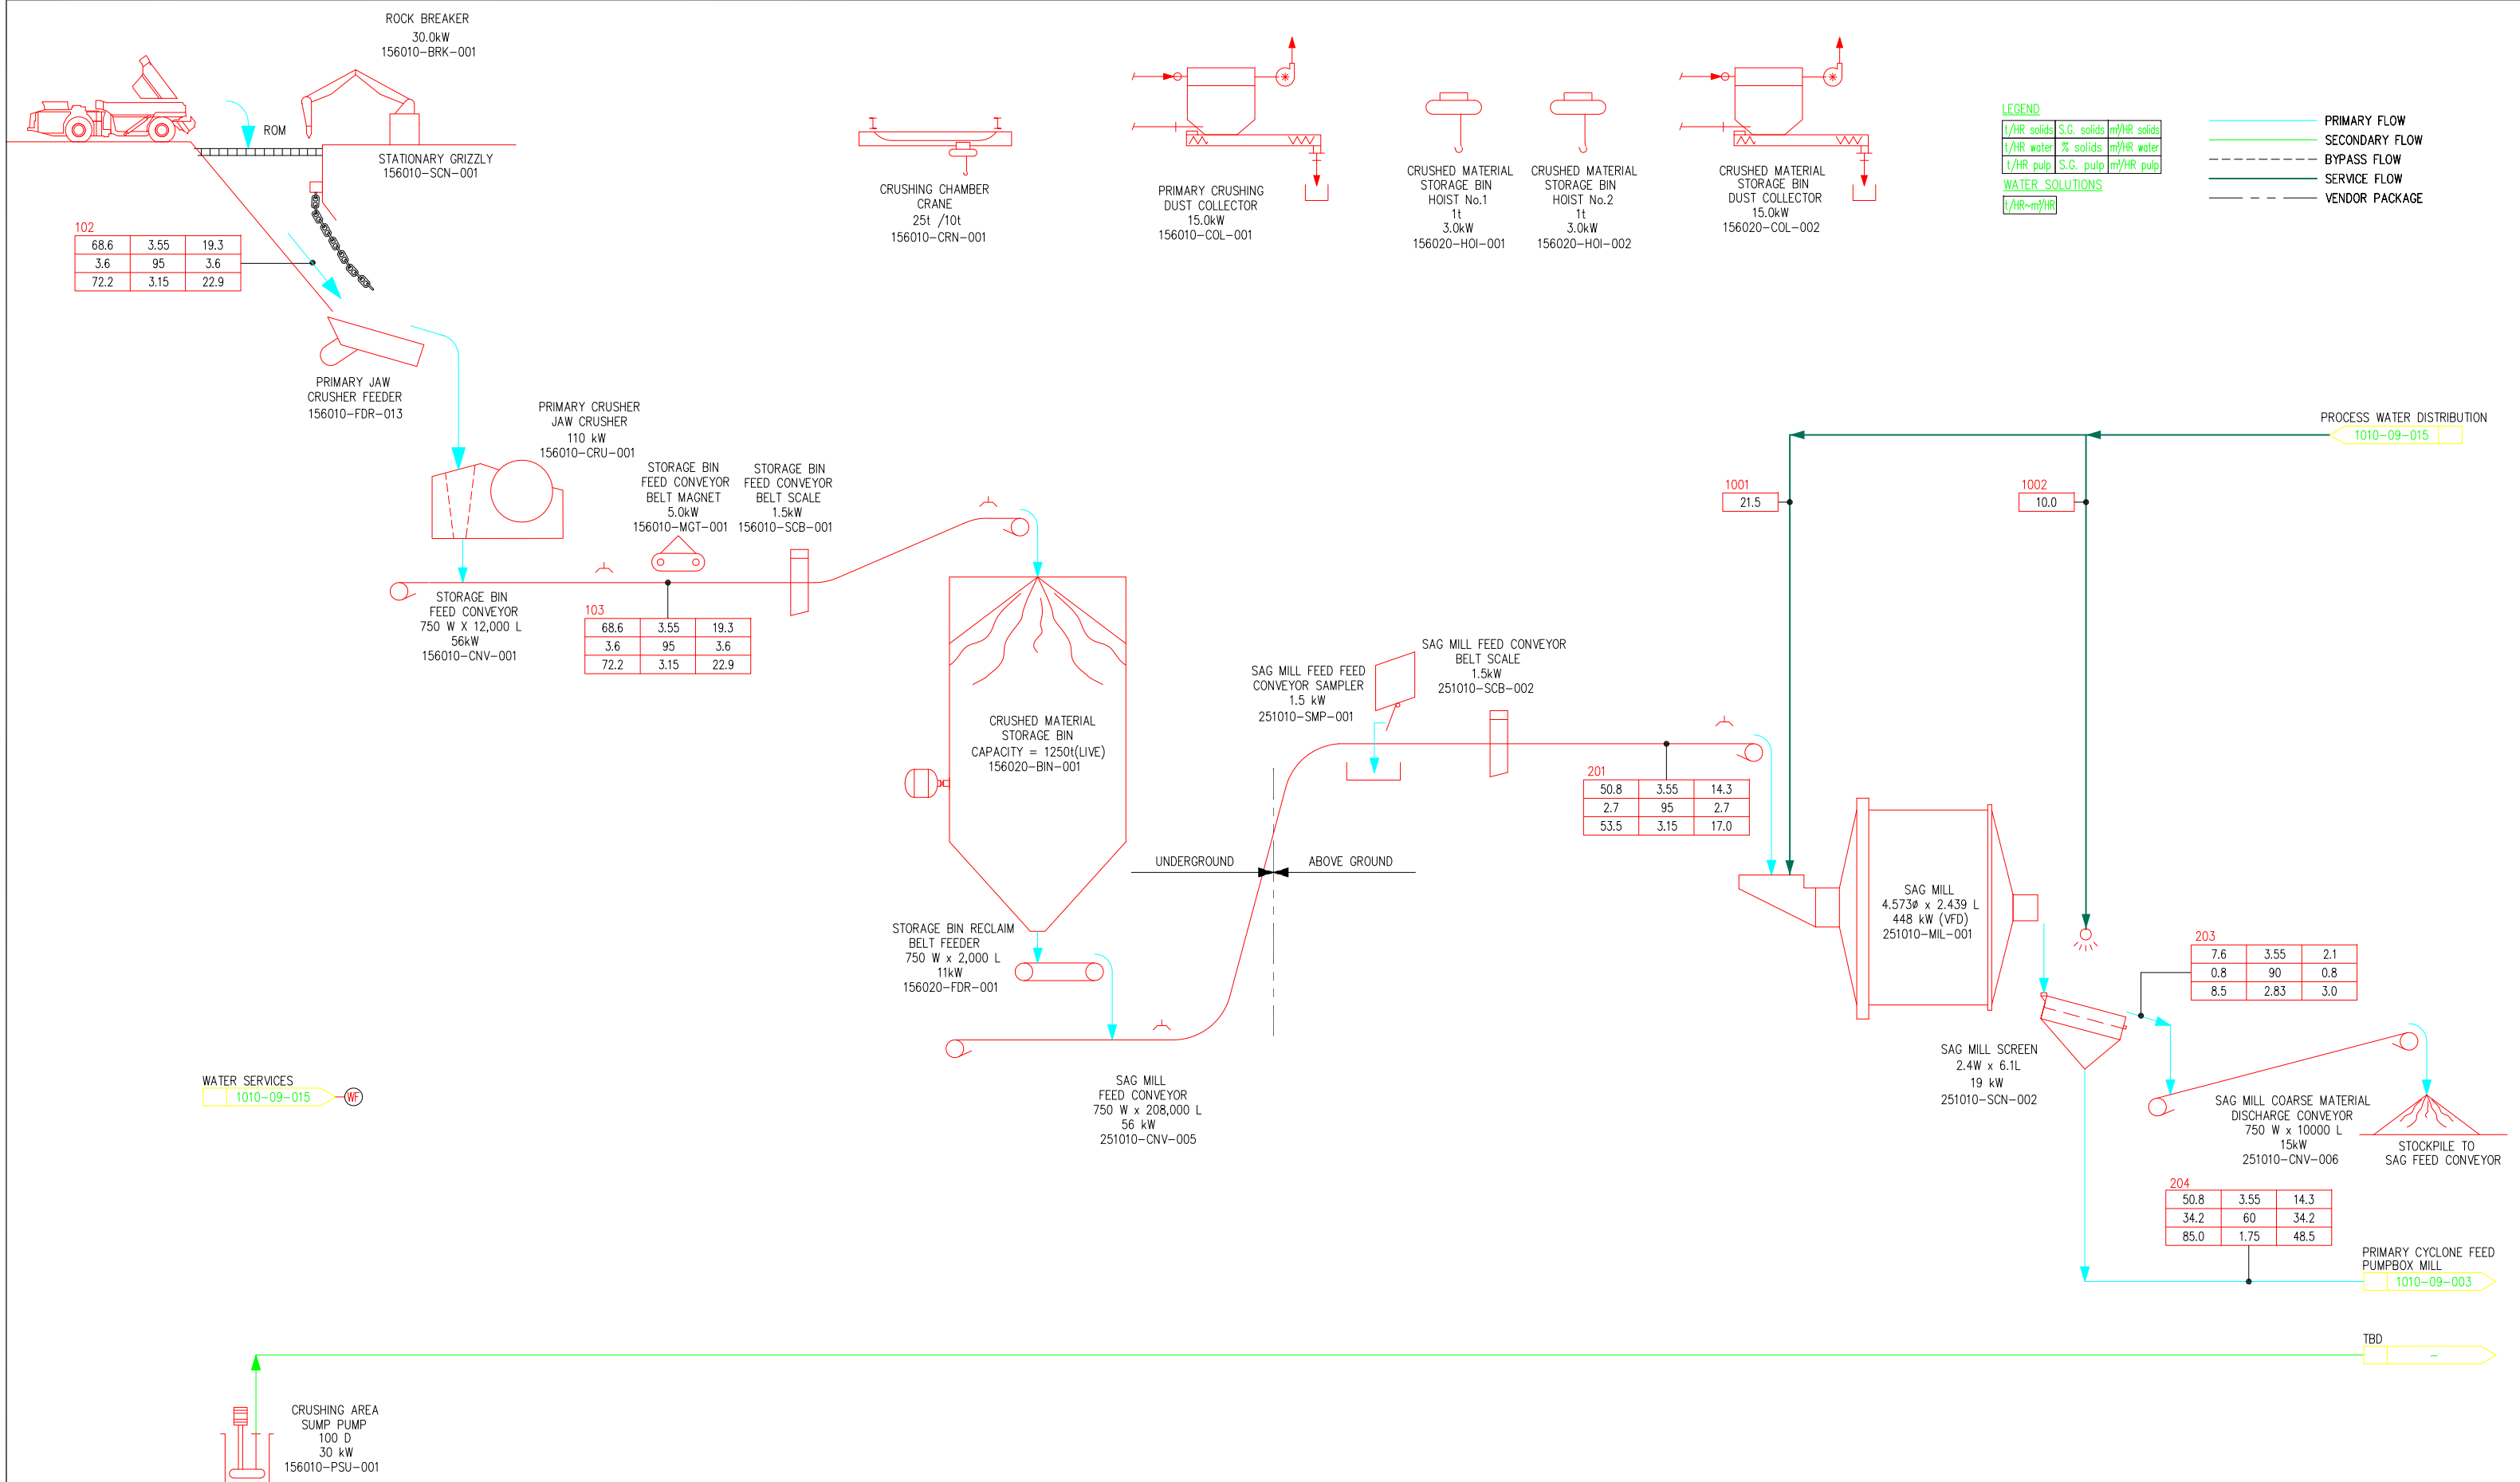 ROCK BREAKER
30.0kW
156010-BRK-001
ROM
STATIONARY GRIZZLY
156010-SCN-001
CRUSHING CHAMBER
CRANE
25t /10t
156010-CRN-001
PRIMARY CRUSHING
DUST COLLECTOR
15.0kW
156010-COL-001
CRUSHED MATERIAL
STORAGE BIN
HOIST No.1
1t
3.0kW
156020-HOI-001
CRUSHED MATERIAL
STORAGE BIN
HOIST No.2
1t
3.0kW
156020-HOI-002
CRUSHED MATERIAL
STORAGE BIN
DUST COLLECTOR
15.0kW
156020-COL-002
LEGEND
t/HR solids S.G. solids m³/HR solids
t/HR water % solids m³/HR water
t/HR pulp S.G. pulp m³/HR pulp
WATER SOLUTIONS
t/HR~m³/HR
PRIMARY FLOW
SECONDARY FLOW
BYPASS FLOW
SERVICE FLOW
VENDOR PACKAGE
102
68.6 3.55 19.3
3.6 95 3.6
72.2 3.15 22.9
PRIMARY JAW
CRUSHER FEEDER
156010-FDR-013
PRIMARY CRUSHER
JAW CRUSHER
110 kW
156010-CRU-001
STORAGE BIN
FEED CONVEYOR
BELT MAGNET
5.0kW
156010-MGT-001
STORAGE BIN
FEED CONVEYOR
BELT SCALE
1.5kW
156010-SCB-001
STORAGE BIN
FEED CONVEYOR
750 W X 12,000 L
56kW
156010-CNV-001
103
68.6 3.55 19.3
3.6 95 3.6
72.2 3.15 22.9
PROCESS WATER DISTRIBUTION
1010-09-015
1001
21.5
1002
10.0
CRUSHED MATERIAL
STORAGE BIN
CAPACITY = 1250t(LIVE)
156020-BIN-001
SAG MILL FEED FEED
CONVEYOR SAMPLER
1.5 kW
251010-SMP-001
SAG MILL FEED CONVEYOR
BELT SCALE
1.5kW
251010-SCB-002
201
50.8 3.55 14.3
2.7 95 2.7
53.5 3.15 17.0
UNDERGROUND
ABOVE GROUND
STORAGE BIN RECLAIM
BELT FEEDER
750 W x 2,000 L
11kW
156020-FDR-001
SAG MILL
4.573ø x 2.439 L
448 kW (VFD)
251010-MIL-001
203
7.6 3.55 2.1
0.8 90 0.8
8.5 2.83 3.0
SAG MILL SCREEN
2.4W x 6.1L
19 kW
251010-SCN-002
SAG MILL
FEED CONVEYOR
750 W x 208,000 L
56 kW
251010-CNV-005
WATER SERVICES
1010-09-015
WF
SAG MILL COARSE MATERIAL
DISCHARGE CONVEYOR
750 W x 10000 L
15kW
251010-CNV-006
STOCKPILE TO
SAG FEED CONVEYOR
204
50.8 3.55 14.3
34.2 60 34.2
85.0 1.75 48.5
PRIMARY CYCLONE FEED
PUMPBOX MILL
1010-09-003
TBD
-
CRUSHING AREA
SUMP PUMP
100 D
30 kW
156010-PSU-001